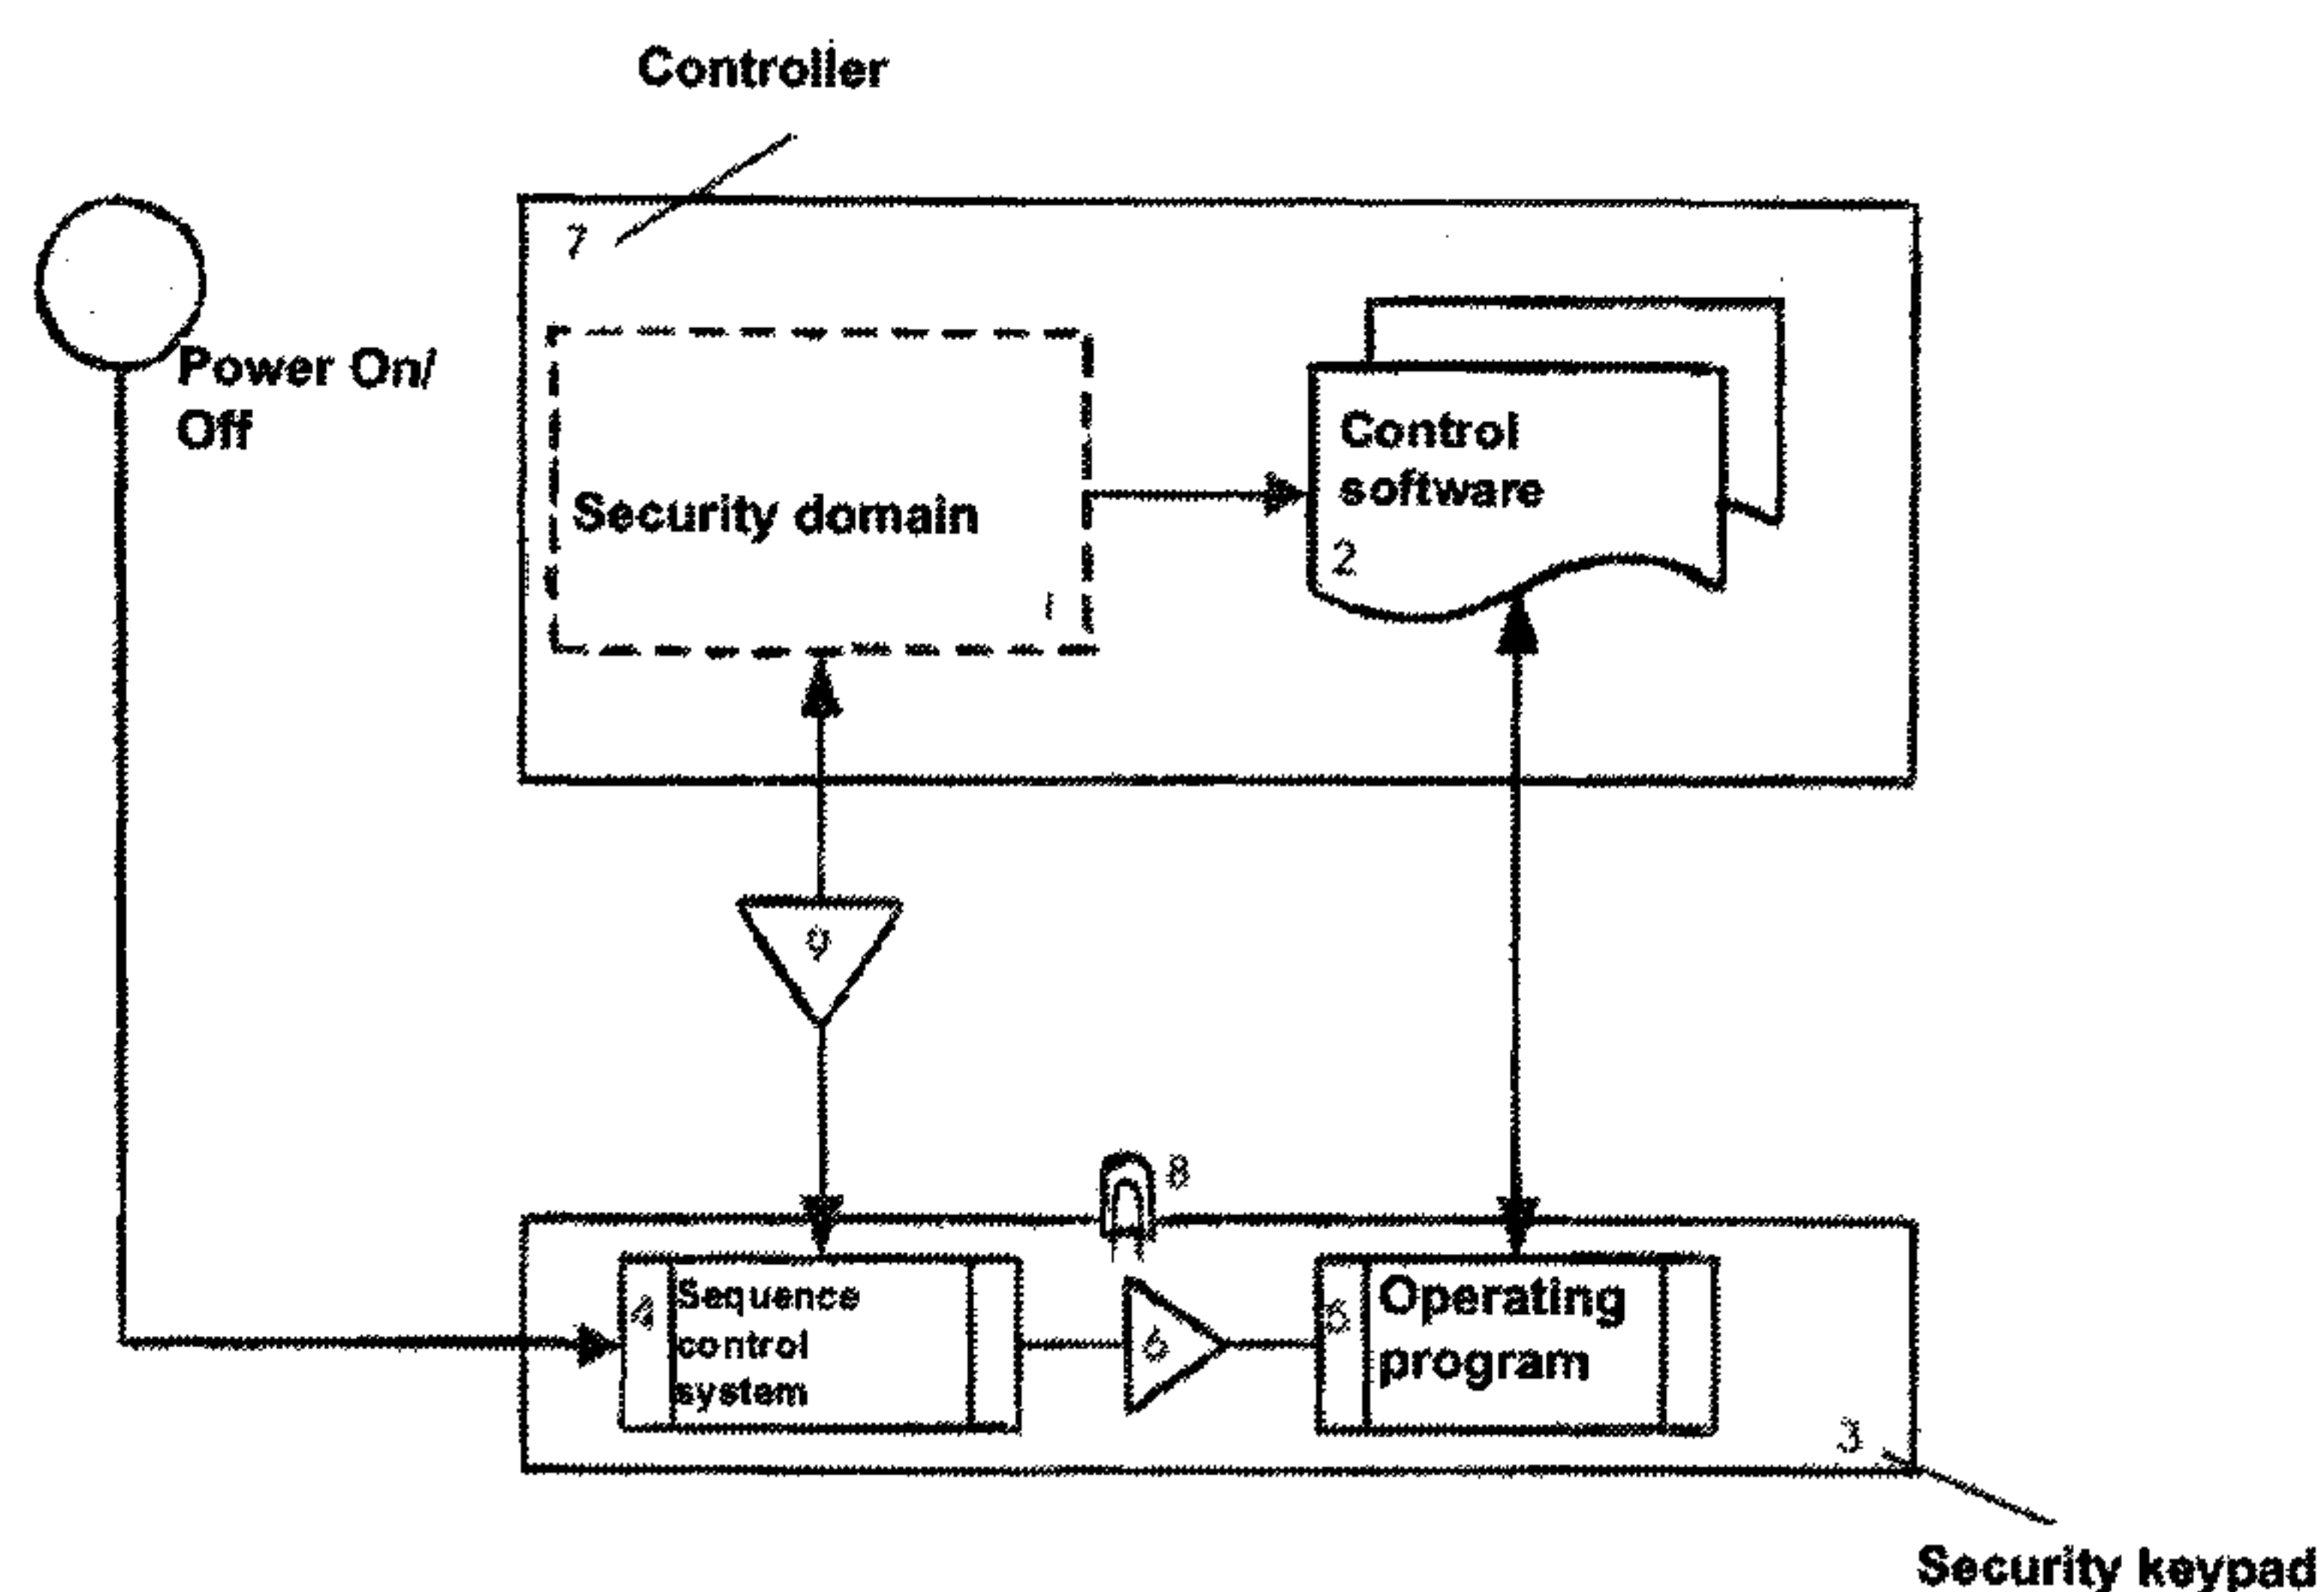 Controller
7
Power On/
Off
Control
software
2
Security domain
1
9
8
4
Sequence
control
system
6
5
Operating
program
3
Security keypad